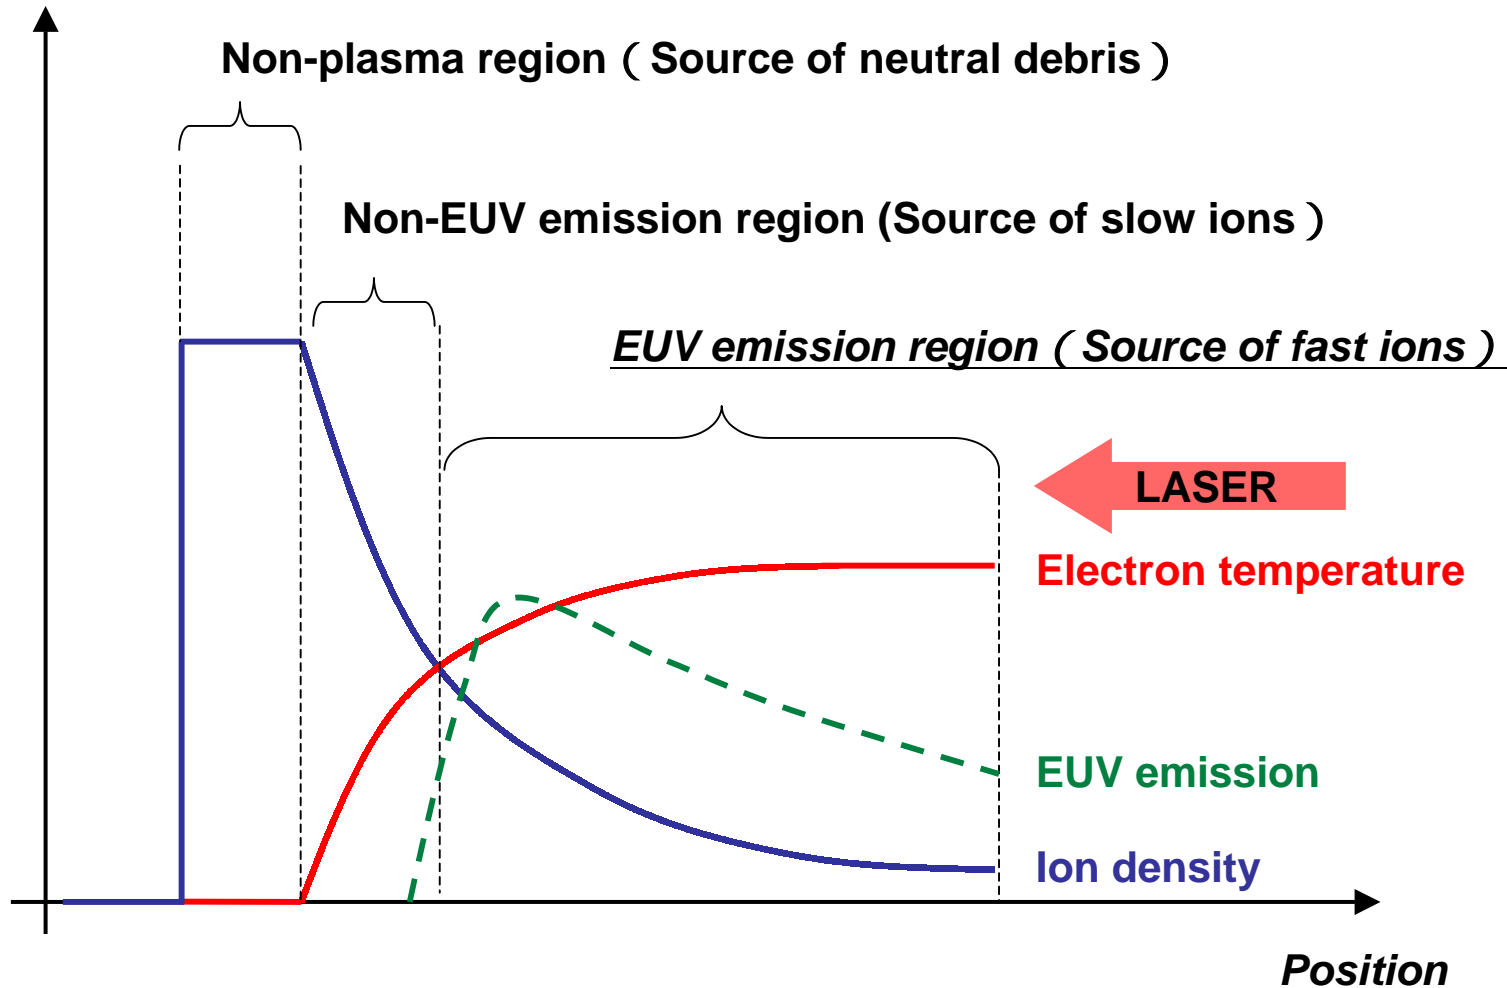 Non-plasma region（Source of neutral debris）
Non-EUV emission region (Source of slow ions）
EUV emission region（Source of fast ions）
LASER
Electron temperature
EUV emission
Ion density
Position